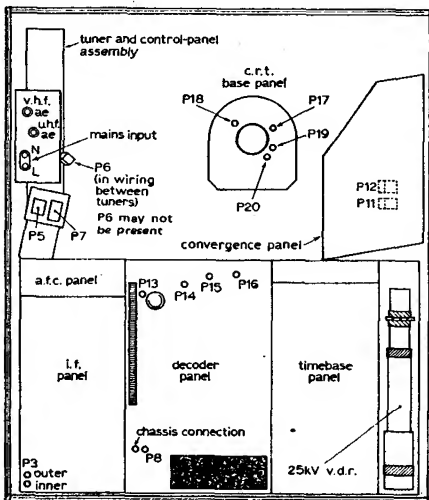 tuner and control-panel
assembly
v.h.f.
ae
u.h.f.
ae
mains input
N
L
P6
(in wiring
between
tuners)
P6 may not
be present
P5
P7
c.r.t.
base panel
P18
P17
P19
P20
P12
P11
convergence panel
a.f.c. panel
P13
P14
P15
P16
i.f.
panel
decoder
panel
timebase
panel
chassis connection
P8
P3
outer
inner
25kV v.d.r.